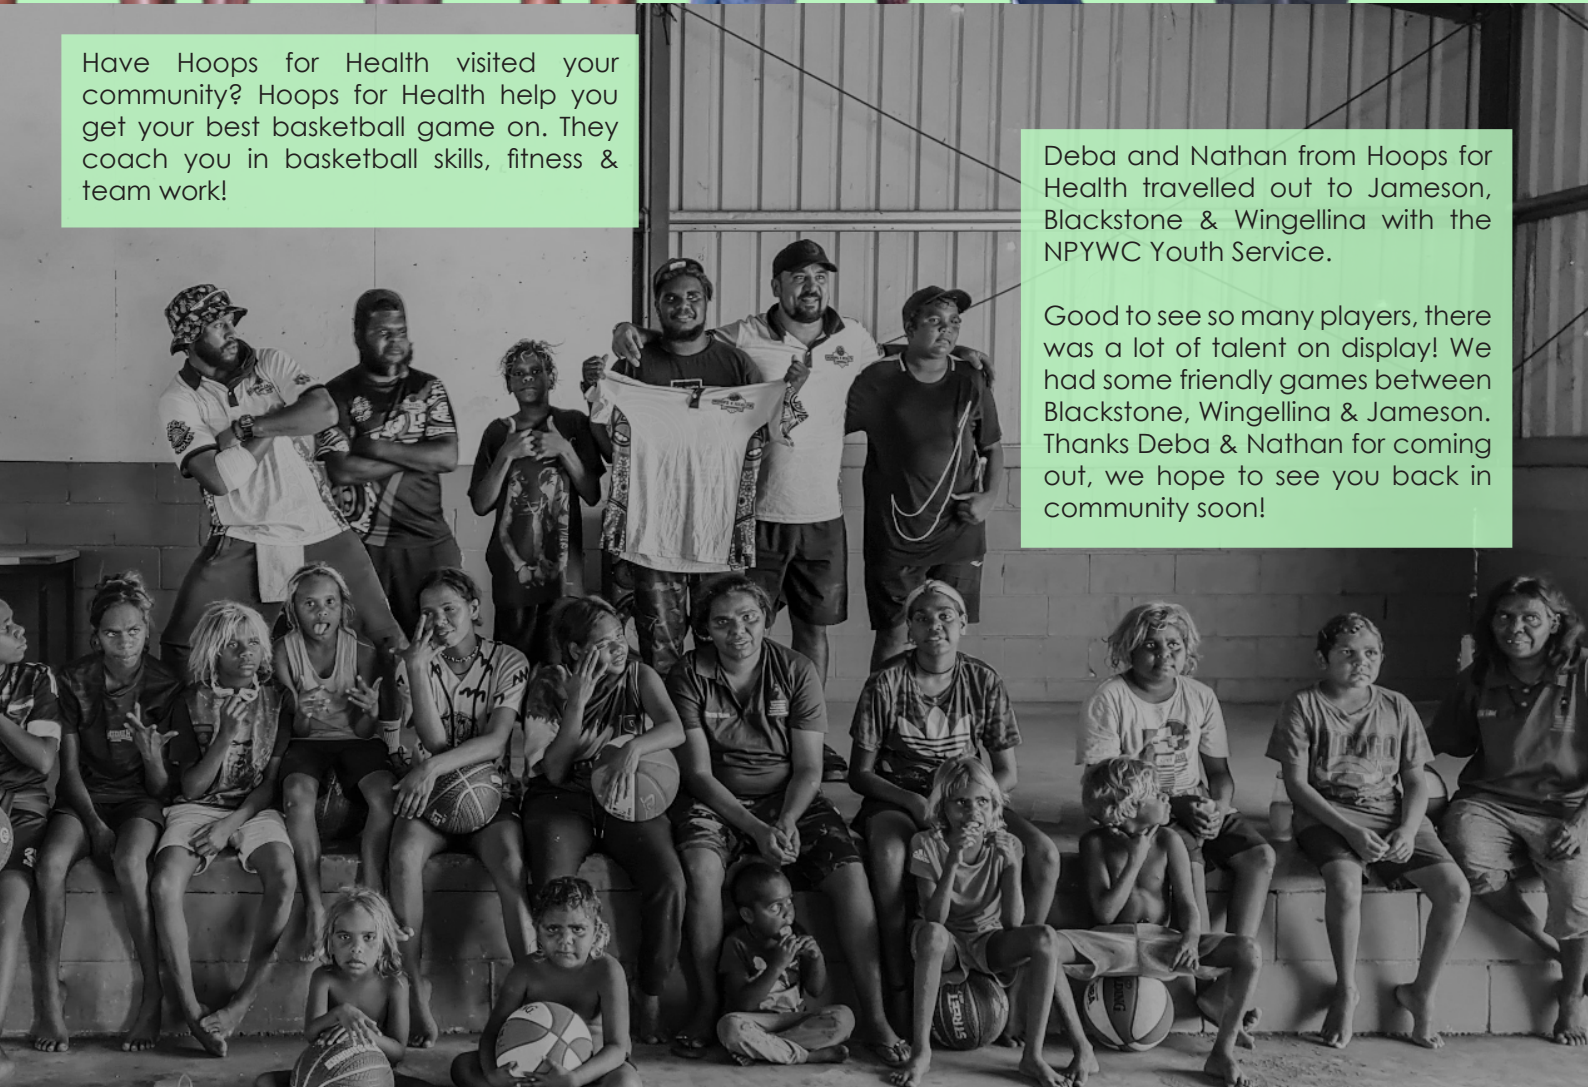 Have Hoops for Health visited your
community? Hoops for Health help you
get your best basketball game on. They
coach you in basketball skills, fitness &
team work!
Deba and Nathan from Hoops for
Health travelled out to Jameson,
Blackstone & Wingellina with the
NPYWC Youth Service.
Good to see so many players, there
was a lot of talent on display! We
had some friendly games between
Blackstone, Wingellina & Jameson.
Thanks Deba & Nathan for coming
out, we hope to see you back in
community soon!